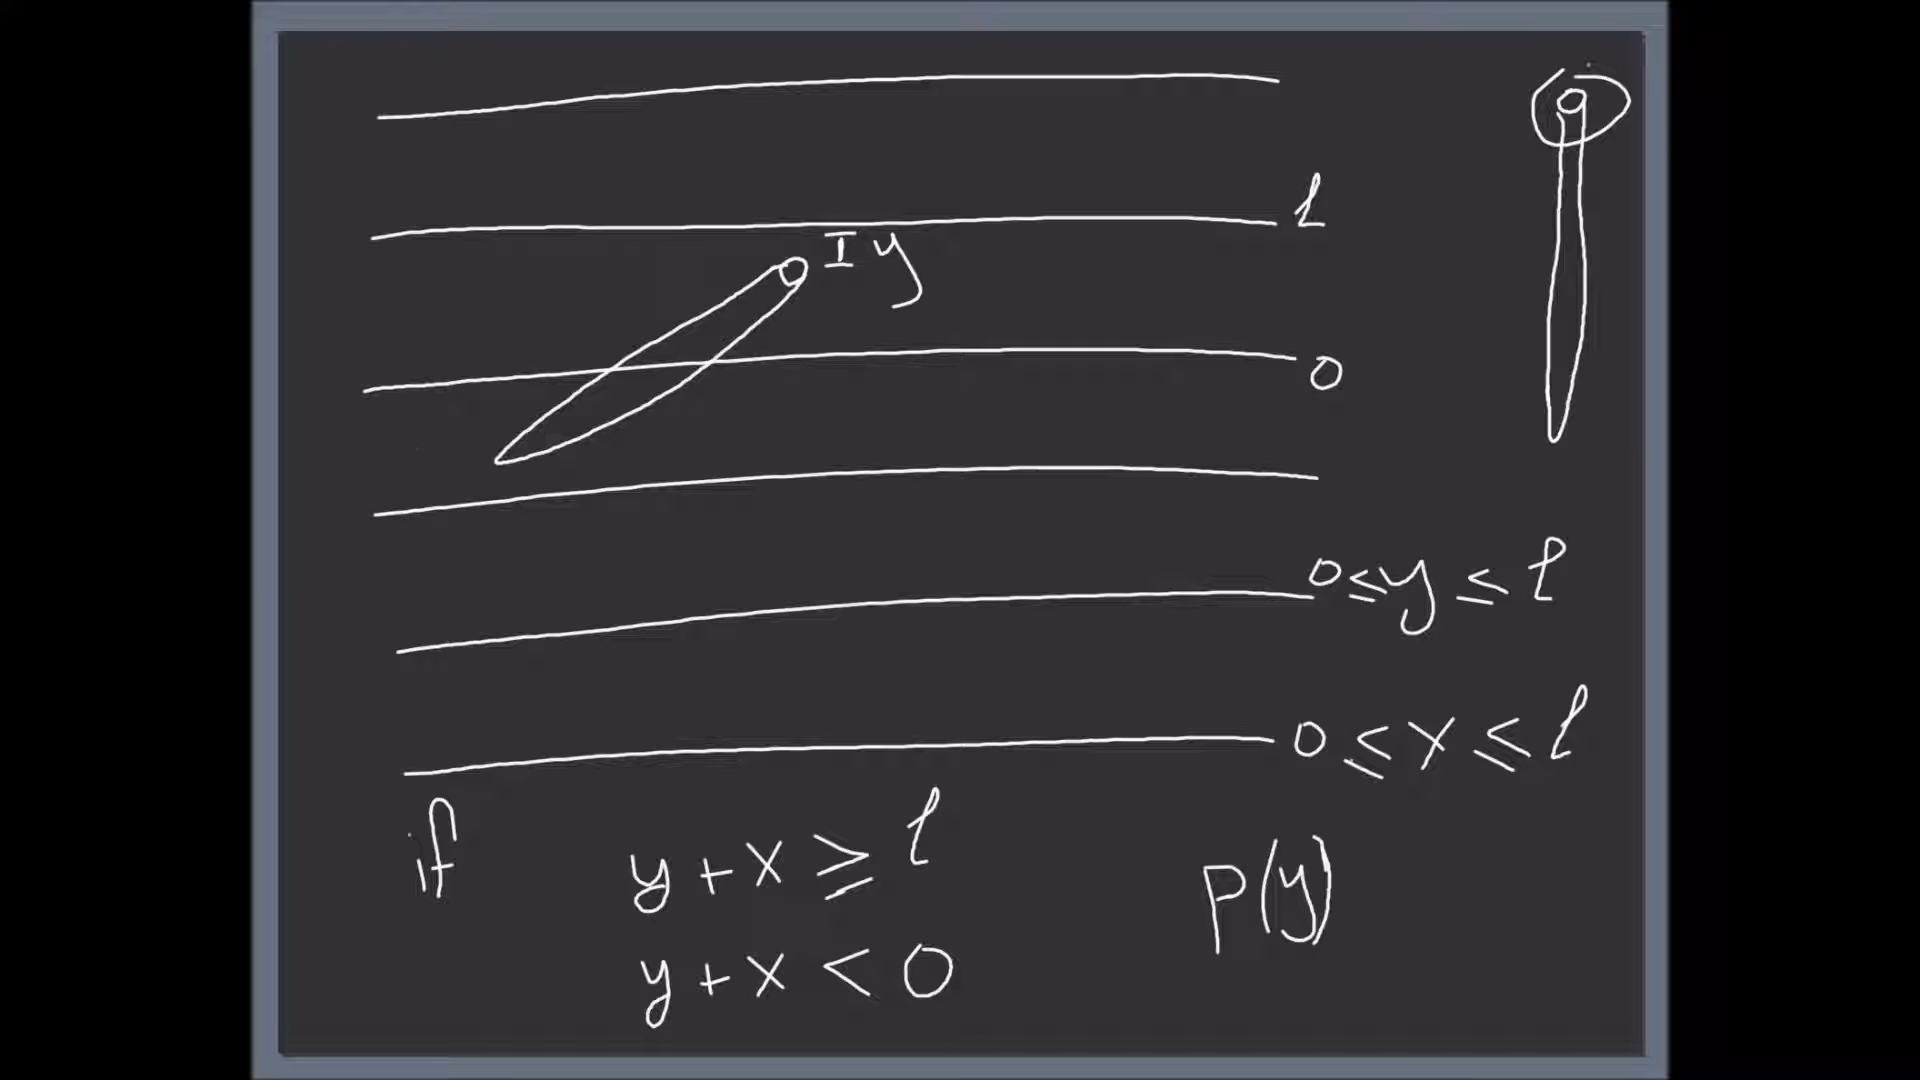 l
I y
0
0 ≤ y ≤ l
0 ≤ x ≤ l
if y + x ≥ l
P(y)
y + x < 0